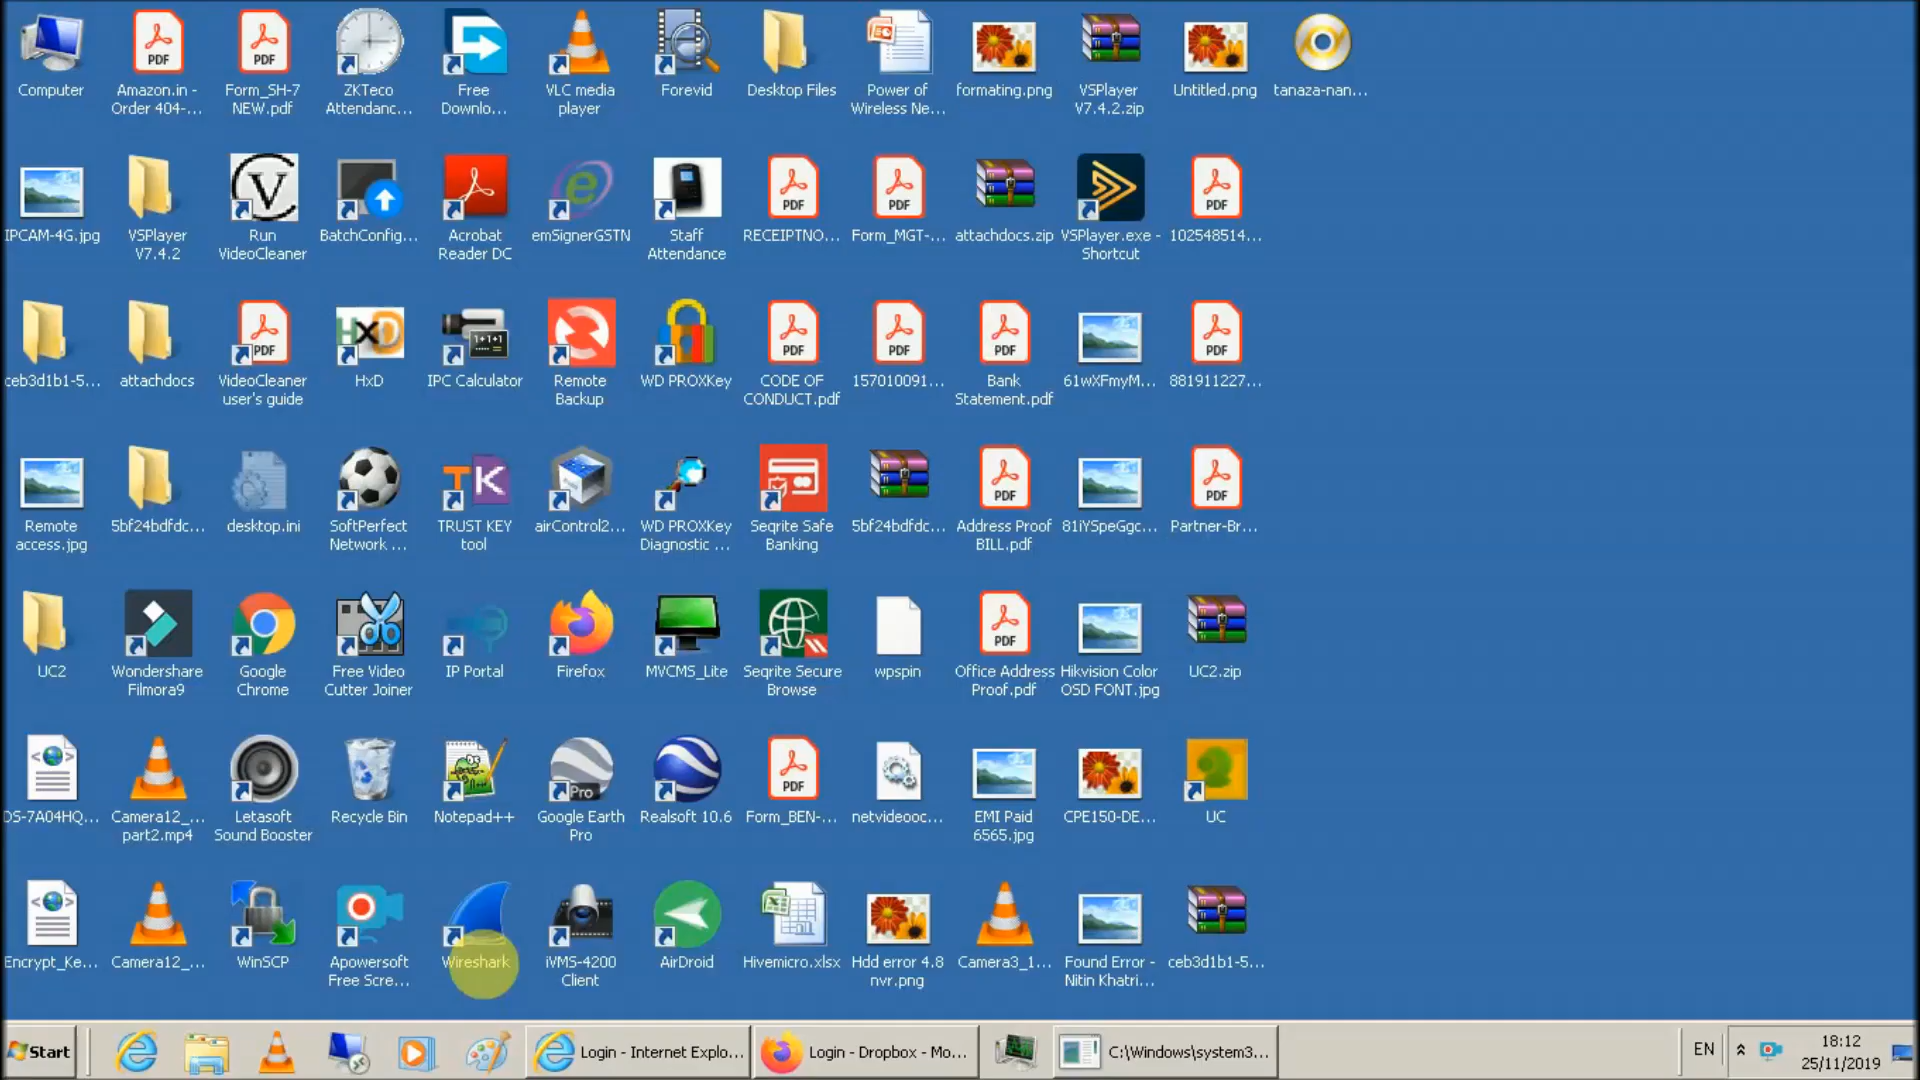 Computer
Amazon.in -
Order 404-...
Form_SH-7
NEW.pdf
ZKTeco
Attendanc...
Free
Downlo...
VLC media
player
Forevid
Desktop Files
Power of
Wireless Ne...
formating.png
VSPlayer
V7.4.2.zip
Untitled.png
tanaza-nan...
IPCAM-4G.jpg
VSPlayer
V7.4.2
Run
VideoCleaner
BatchConfig...
Acrobat
Reader DC
emSignerGSTN
Staff
Attendance
RECEIPTNO...
Form_MGT-...
attachdocs.zip
VSPlayer.exe -
Shortcut
102548514...
ceb3d1b1-5...
attachdocs
VideoCleaner
user's guide
HxD
IPC Calculator
Remote
Backup
WD PROXKey
CODE OF
CONDUCT.pdf
157010091...
Bank
Statement.pdf
61wXFmyM...
881911227...
Remote
access.jpg
5bf24bdfdc...
desktop.ini
SoftPerfect
Network ...
TRUST KEY
tool
airControl2...
WD PROXKey
Diagnostic ...
Seqrite Safe
Banking
5bf24bdfdc...
Address Proof
BILL.pdf
81iYSpeGgc...
Partner-Br...
UC2
Wondershare
Filmora9
Google
Chrome
Free Video
Cutter Joiner
IP Portal
Firefox
MVCMS_Lite
Seqrite Secure
Browse
wpspin
Office Address
Proof.pdf
Hikvision Color
OSD FONT.jpg
UC2.zip
DS-7A04HQ...
Camera12_...
part2.mp4
Letasoft
Sound Booster
Recycle Bin
Notepad++
Google Earth
Pro
Realsoft 10.6
Form_BEN-...
netvideooc...
EMI Paid
6565.jpg
CPE150-DE...
UC
Encrypt_Ke...
Camera12_...
WinSCP
Apowersoft
Free Scre...
Wireshark
iVMS-4200
Client
AirDroid
Hivemicro.xlsx
Hdd error 4.8
nvr.png
Camera3_1...
Found Error -
Nitin Khatri...
ceb3d1b1-5...
Start
Login - Internet Explo...
Login - Dropbox - Mo...
C:\Windows\system3...
EN
18:12
25/11/2019